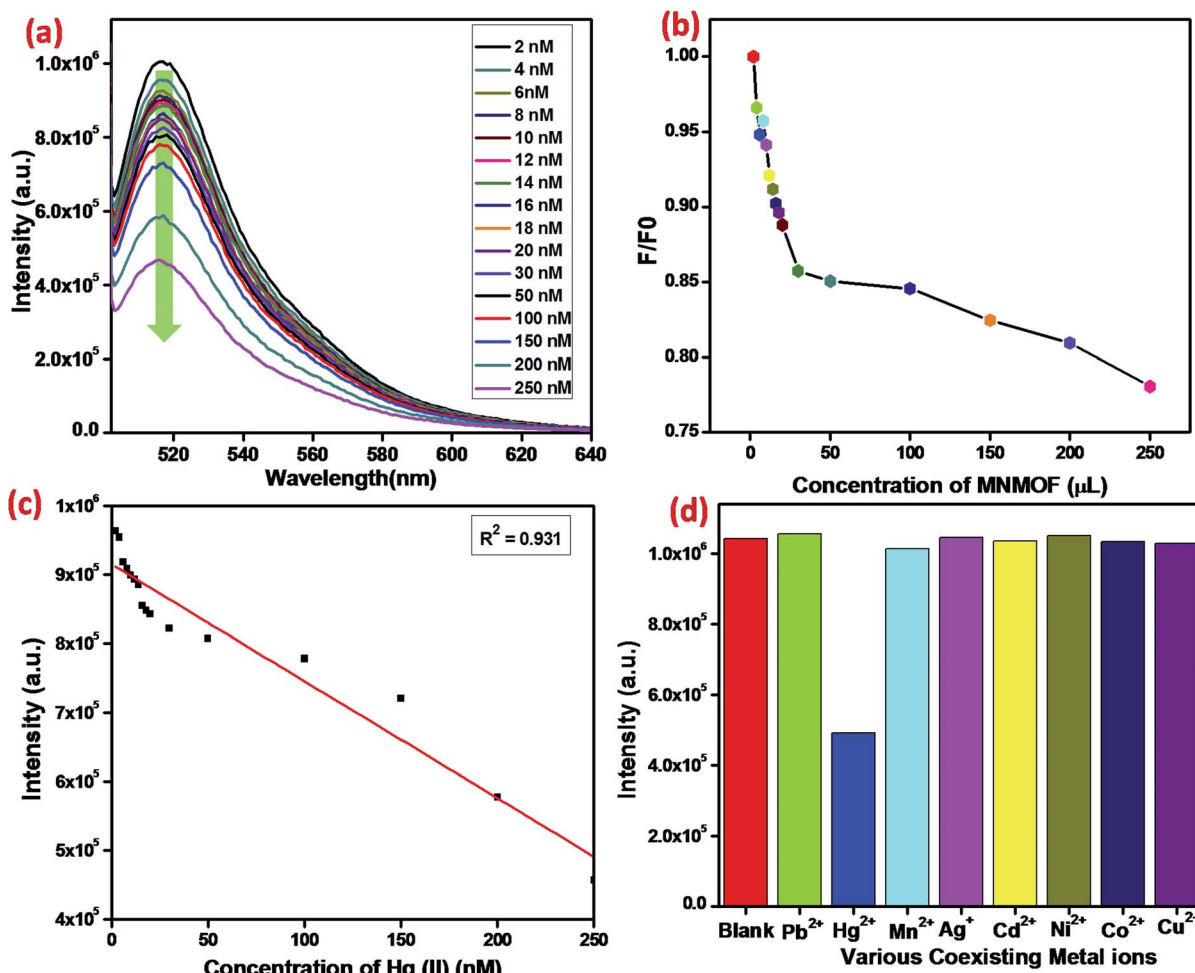 (a)
1.0x10⁶
8.0x10⁵
6.0x10⁵
4.0x10⁵
2.0x10⁵
0.0
Intensity (a.u.)
520 540 560 580 600 620 640
Wavelength(nm)
2 nM
4 nM
6nM
8 nM
10 nM
12 nM
14 nM
16 nM
18 nM
20 nM
30 nM
50 nM
100 nM
150 nM
200 nM
250 nM
(b)
1.00
0.95
0.90
0.85
0.80
0.75
F/F0
0 50 100 150 200 250
Concentration of MNMOF (µL)
(c)
1x10⁶
9x10⁵
8x10⁵
7x10⁵
6x10⁵
5x10⁵
4x10⁵
Intensity (a.u.)
R² = 0.931
0 50 100 150 200 250
Concentration of Hg (II) (nM)
(d)
1.0x10⁶
8.0x10⁵
6.0x10⁵
4.0x10⁵
2.0x10⁵
0.0
Intensity (a.u.)
Blank Pb²⁺ Hg²⁺ Mn²⁺ Ag⁺ Cd²⁺ Ni²⁺ Co²⁺ Cu²⁺
Various Coexisting Metal ions